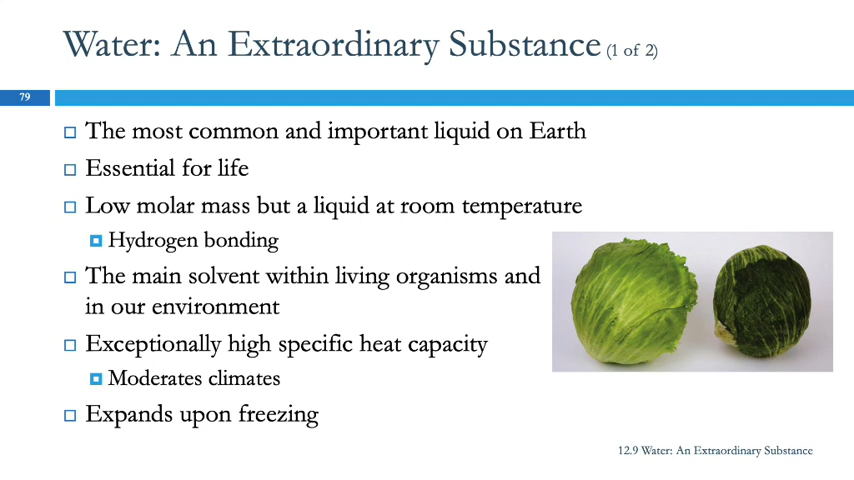 Water: An Extraordinary Substance (1 of 2)
79
The most common and important liquid on Earth
Essential for life
Low molar mass but a liquid at room temperature
Hydrogen bonding
The main solvent within living organisms and
in our environment
Exceptionally high specific heat capacity
Moderates climates
Expands upon freezing
12.9 Water: An Extraordinary Substance